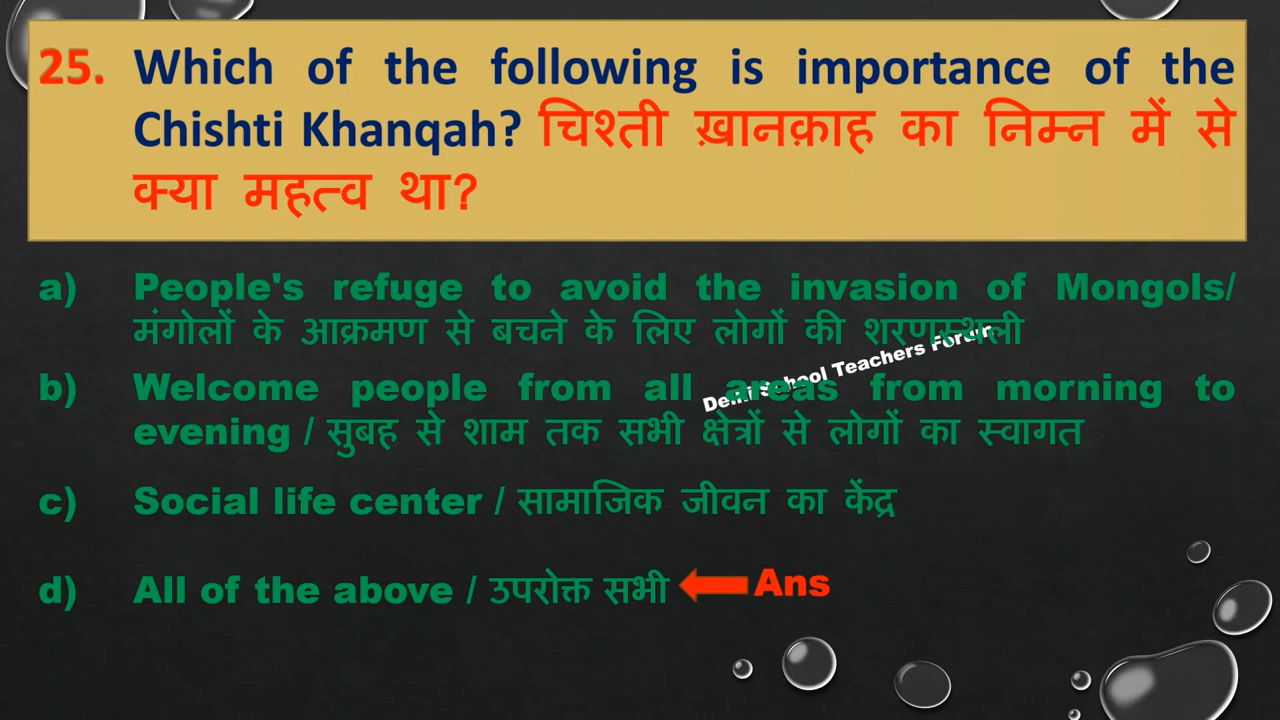 25. Which of the following is importance of the
Chishti Khanqah? चिश्ती ख़ानक़ाह का निम्न में से
क्या महत्व था?
a) People's refuge to avoid the invasion of Mongols/
मंगोलों के आक्रमण से बचने के लिए लोगों की शरणस्थली
Delhi School Teachers Forum
b) Welcome people from all areas from morning to
evening / सुबह से शाम तक सभी क्षेत्रों से लोगों का स्वागत
c) Social life center / सामाजिक जीवन का केंद्र
d) All of the above / उपरोक्त सभी Ans